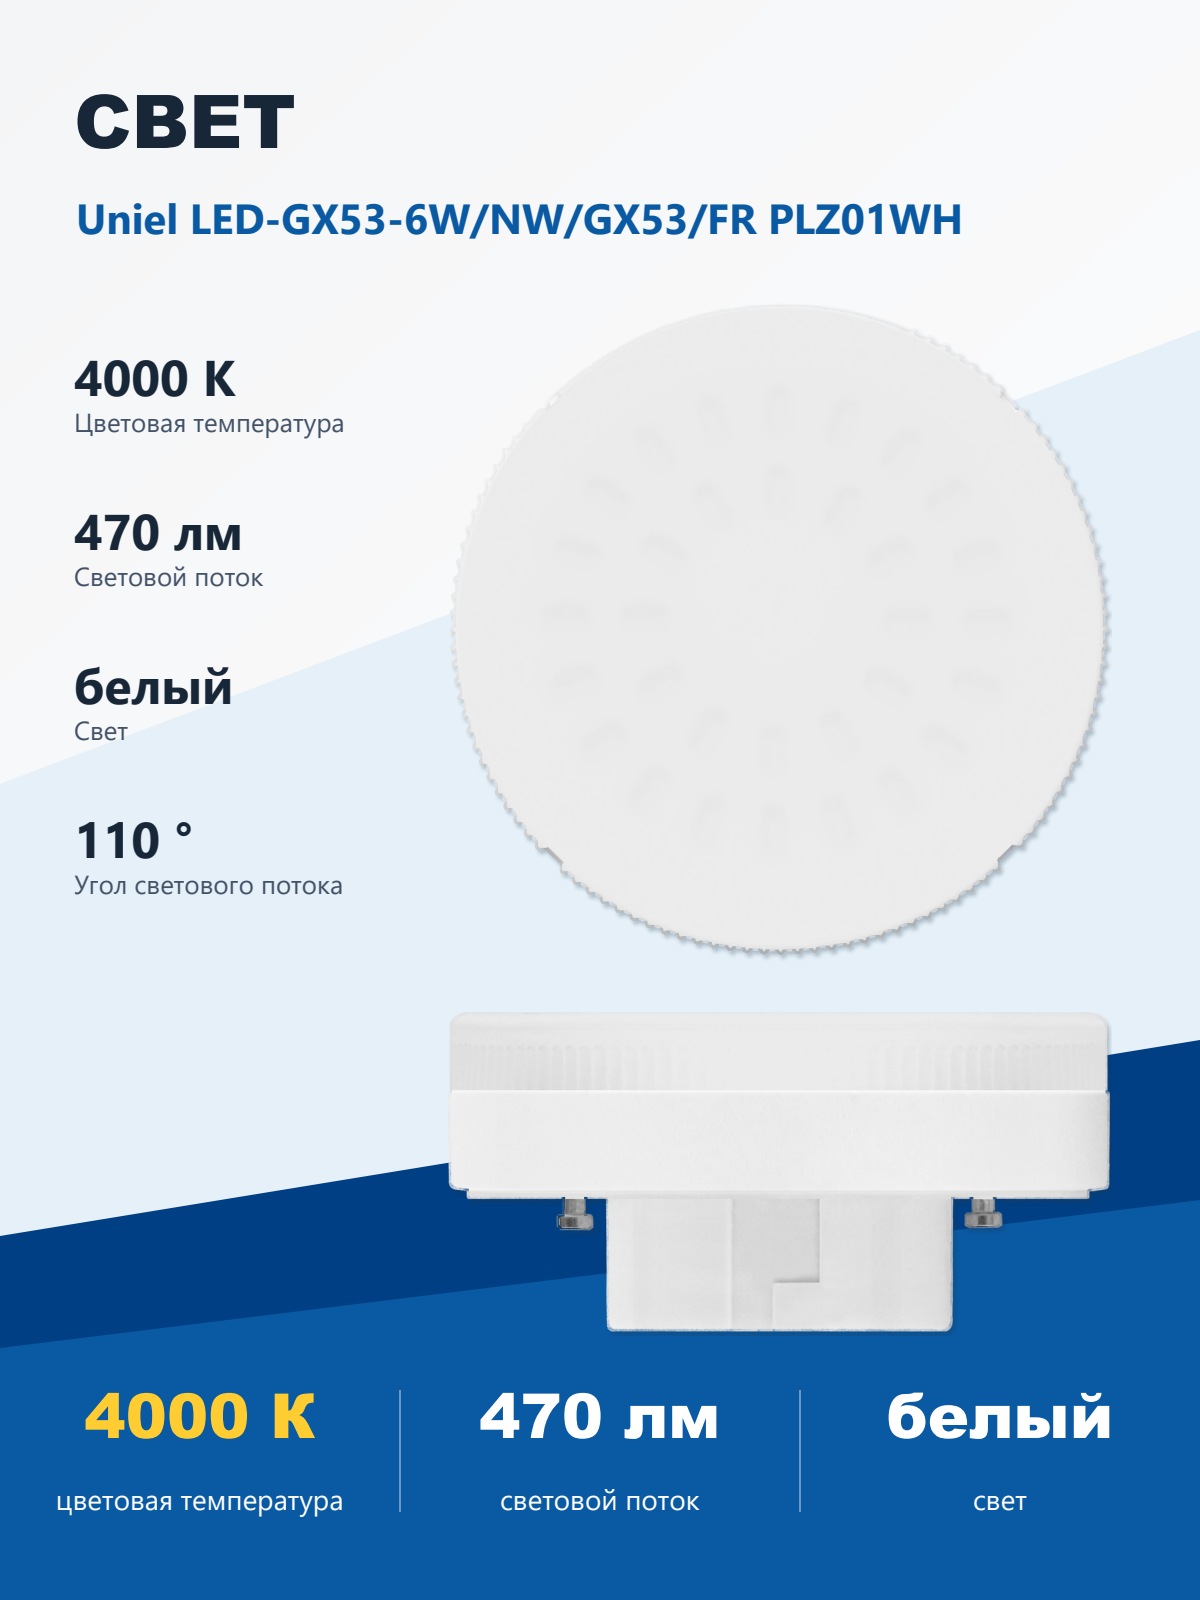 СВЕТ
Uniel LED-GX53-6W/NW/GX53/FR PLZ01WH
4000 К
Цветовая температура
470 лм
Световой поток
белый
Свет
110 °
Угол светового потока
4000 К
цветовая температура
470 лм
световой поток
белый
свет